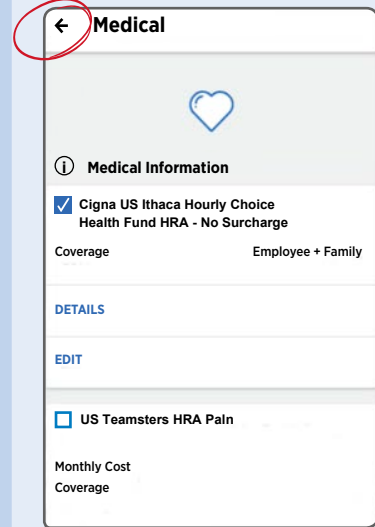 ← Medical
Medical Information
Cigna US Ithaca Hourly Choice
Health Fund HRA - No Surcharge
Coverage Employee + Family
DETAILS
EDIT
US Teamsters HRA Paln
Monthly Cost
Coverage